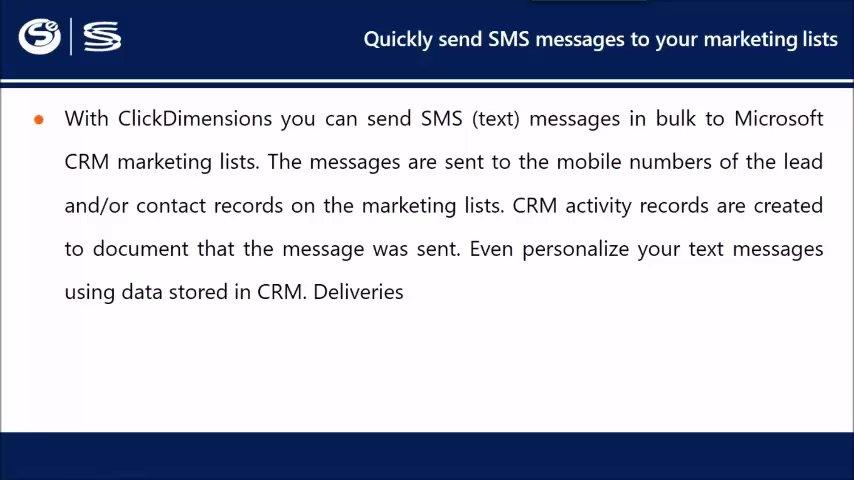 Quickly send SMS messages to your marketing lists
With ClickDimensions you can send SMS (text) messages in bulk to Microsoft
CRM marketing lists. The messages are sent to the mobile numbers of the lead
and/or contact records on the marketing lists. CRM activity records are created
to document that the message was sent. Even personalize your text messages
using data stored in CRM. Deliveries